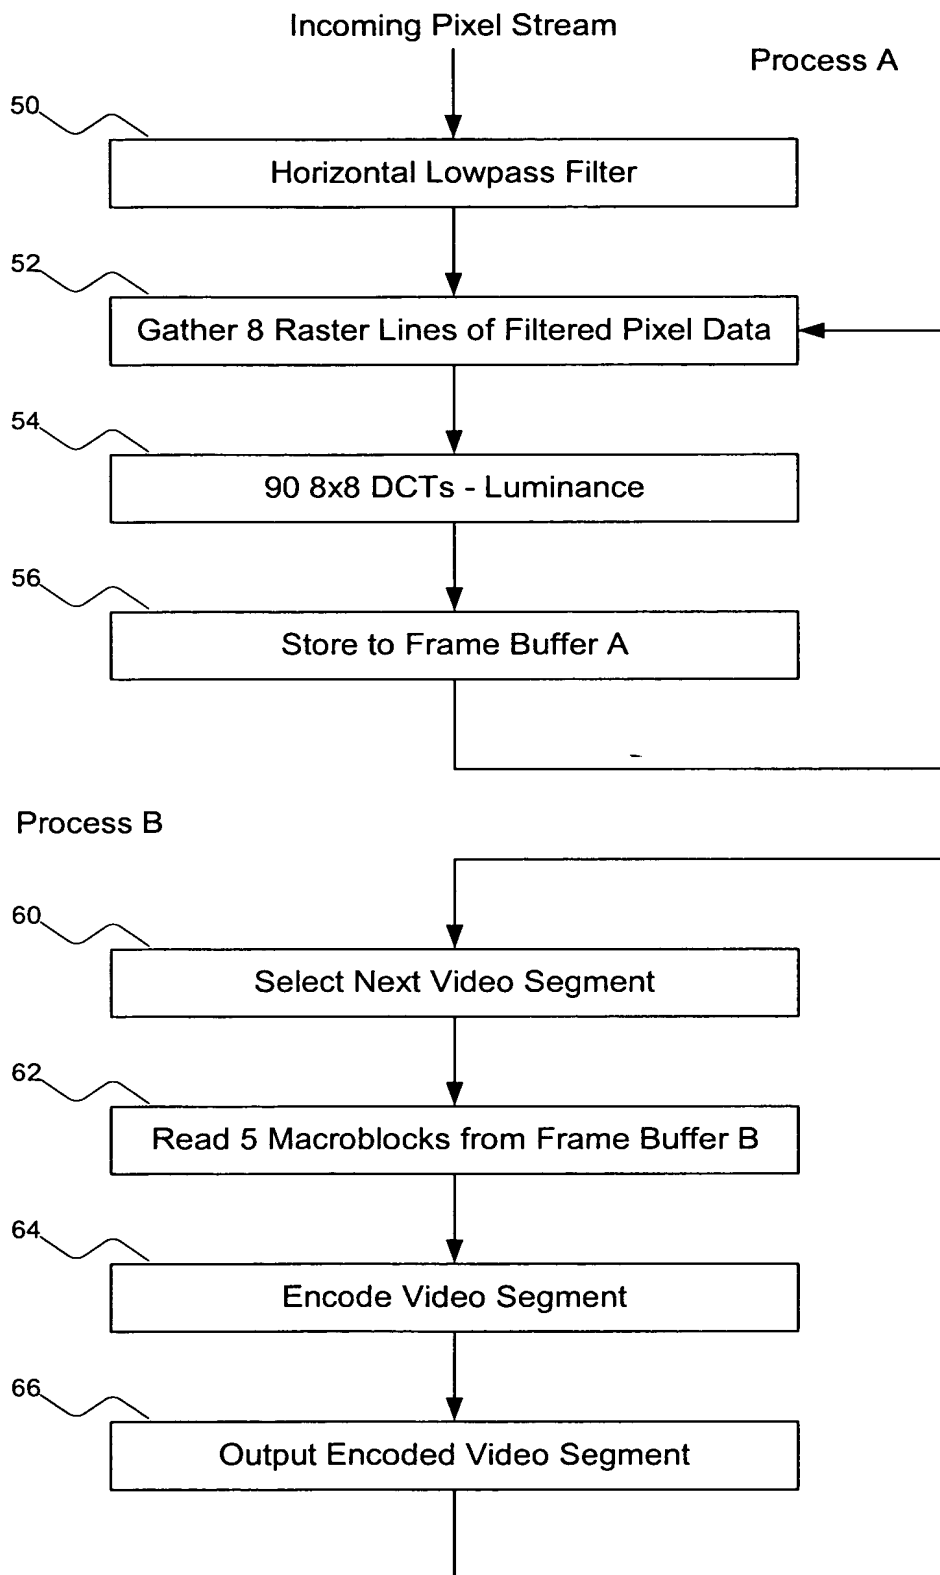 Incoming Pixel Stream
Process A
50
Horizontal Lowpass Filter
52
Gather 8 Raster Lines of Filtered Pixel Data
54
90 8x8 DCTs - Luminance
56
Store to Frame Buffer A
Process B
60
Select Next Video Segment
62
Read 5 Macroblocks from Frame Buffer B
64
Encode Video Segment
66
Output Encoded Video Segment